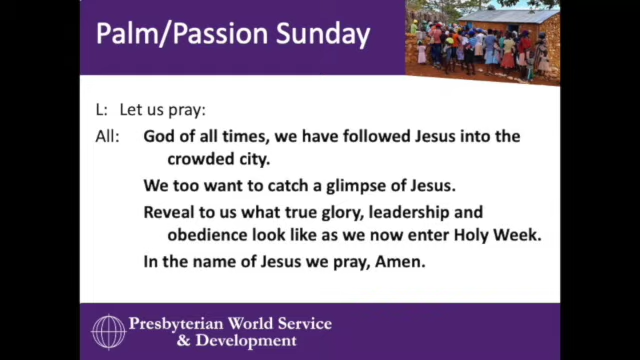 Palm/Passion Sunday
L: Let us pray:
All: God of all times, we have followed Jesus into the
crowded city.
We too want to catch a glimpse of Jesus.
Reveal to us what true glory, leadership and
obedience look like as we now enter Holy Week.
In the name of Jesus we pray, Amen.
Presbyterian World Service
& Development